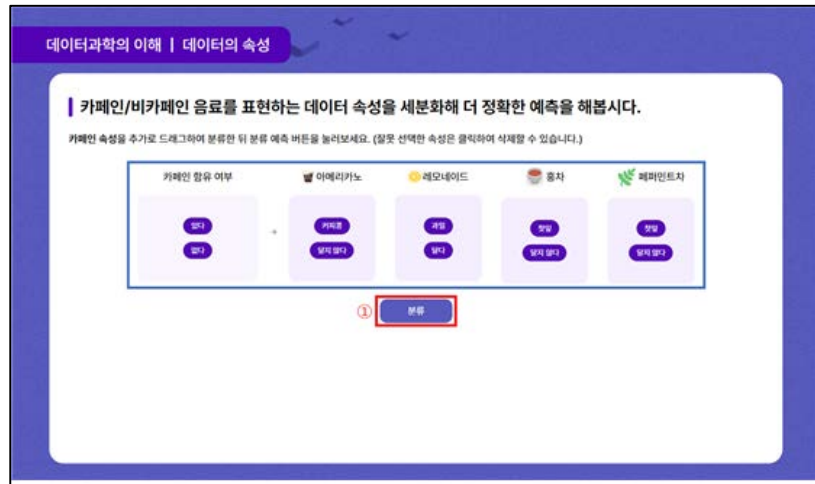 데이터과학의 이해 | 데이터의 속성
카페인/비카페인 음료를 표현하는 데이터 속성을 세분화해 더 정확한 예측을 해봅시다.
카페인 속성을 추가로 드래그하여 분류한 뒤 분류 예측 버튼을 눌러보세요. (잘못 선택한 속성은 클릭하여 삭제할 수 있습니다.)
카페인 함유 여부 아메리카노 레모네이드 홍차 페퍼민트차
있다 → 커피콩 과일 찻잎 찻잎
없다 달지 않다 달다 달지 않다 달지 않다
① 분류